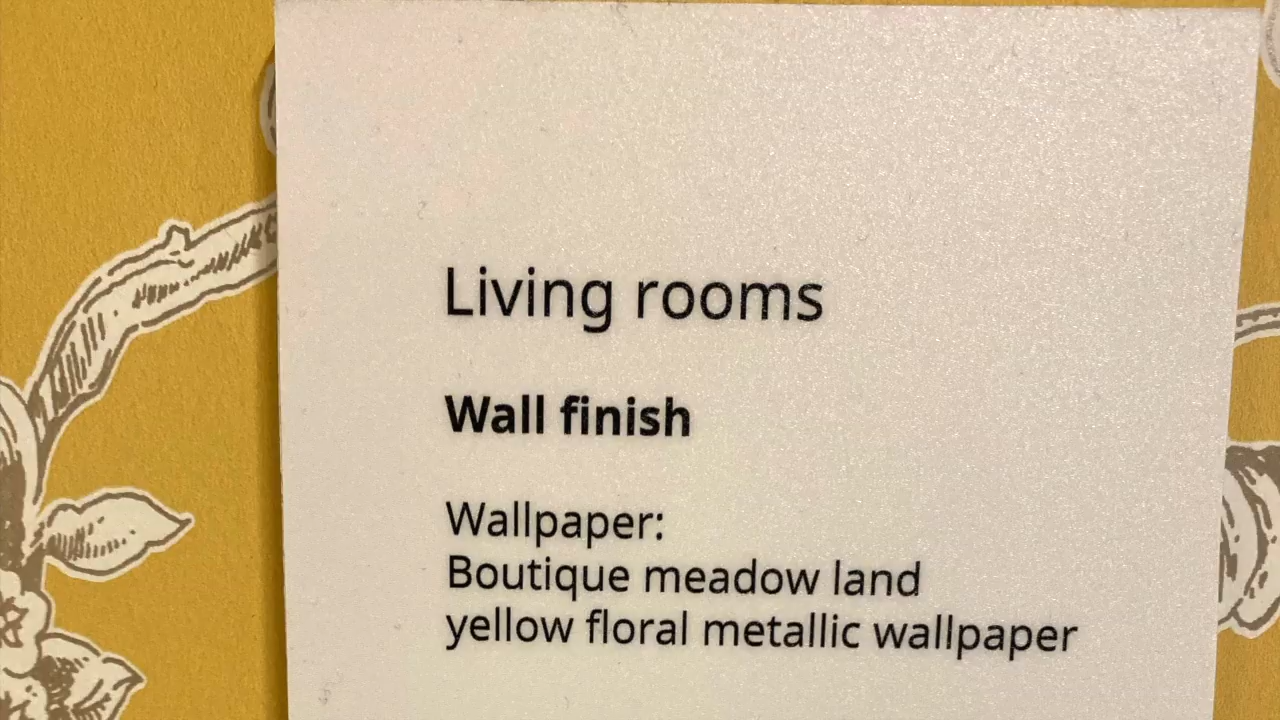 Living rooms
Wall finish
Wallpaper:
Boutique meadow land
yellow floral metallic wallpaper